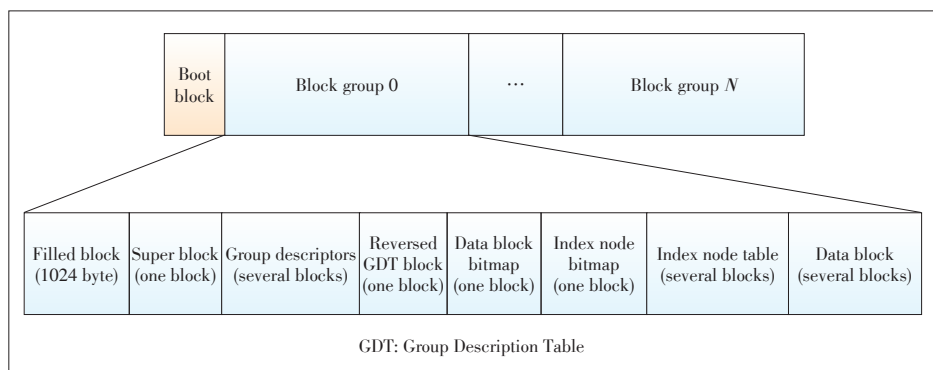 Boot
block
Block group 0
⋯
Block group N
Filled block
(1024 byte)
Super block
(one block)
Group descriptors
(several blocks)
Reversed
GDT block
(one block)
Data block
bitmap
(one block)
Index node
bitmap
(one block)
Index node table
(several blocks)
Data block
(several blocks)
GDT: Group Description Table